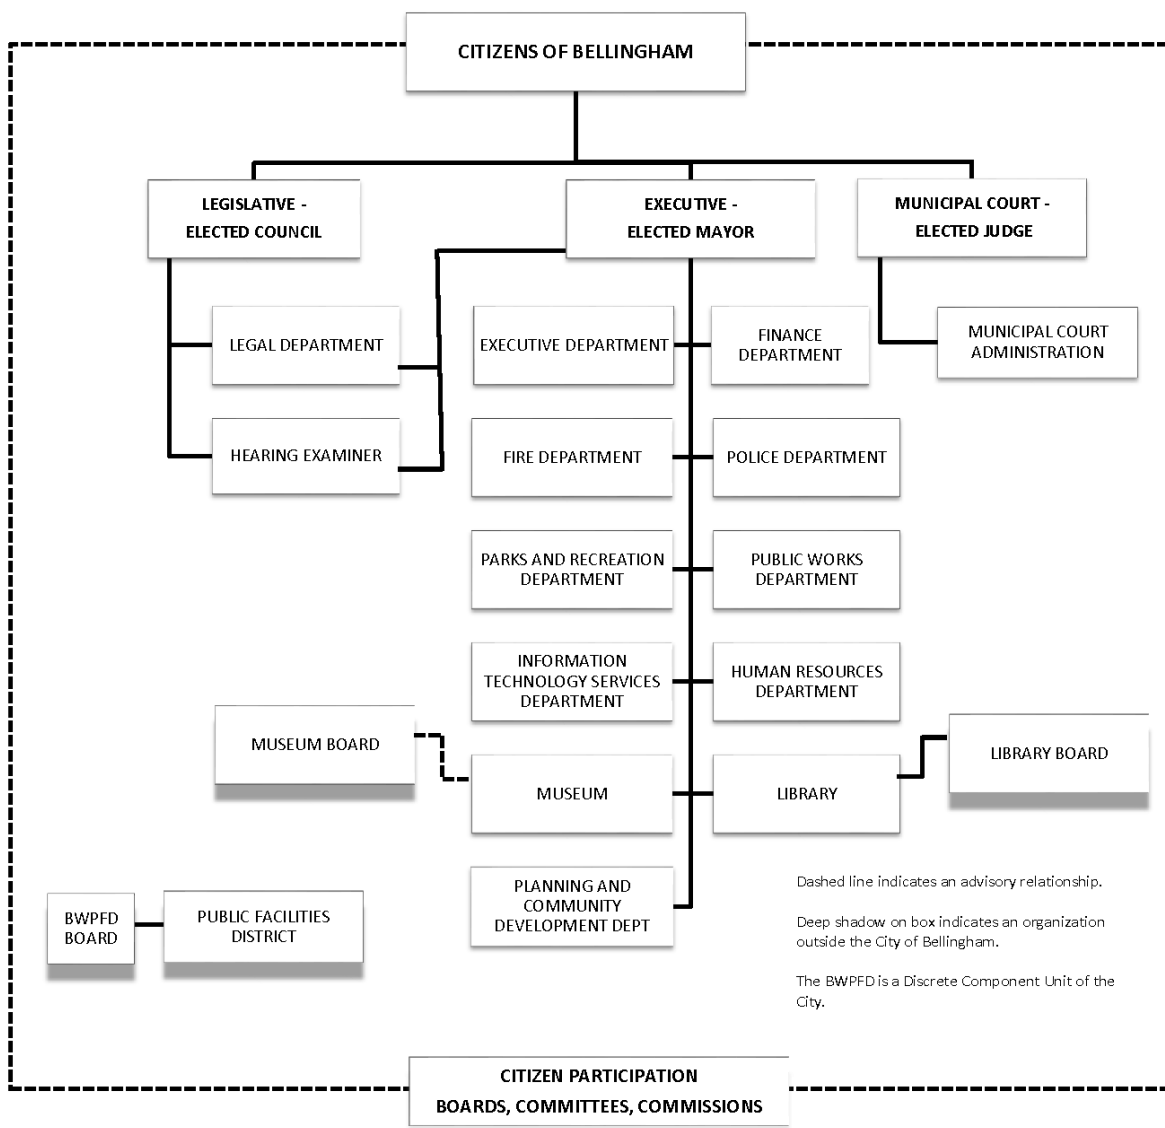 CITIZENS OF BELLINGHAM
LEGISLATIVE -
ELECTED COUNCIL
EXECUTIVE -
ELECTED MAYOR
MUNICIPAL COURT -
ELECTED JUDGE
LEGAL DEPARTMENT
EXECUTIVE DEPARTMENT
FINANCE
DEPARTMENT
MUNICIPAL COURT
ADMINISTRATION
HEARING EXAMINER
FIRE DEPARTMENT
POLICE DEPARTMENT
PARKS AND RECREATION
DEPARTMENT
PUBLIC WORKS
DEPARTMENT
INFORMATION
TECHNOLOGY SERVICES
DEPARTMENT
HUMAN RESOURCES
DEPARTMENT
MUSEUM BOARD
MUSEUM
LIBRARY
LIBRARY BOARD
PLANNING AND
COMMUNITY
DEVELOPMENT DEPT
BWPFD
BOARD
PUBLIC FACILITIES
DISTRICT
Dashed line indicates an advisory relationship.
Deep shadow on box indicates an organization
outside the City of Bellingham.
The BWPFD is a Discrete Component Unit of the
City.
CITIZEN PARTICIPATION
BOARDS, COMMITTEES, COMMISSIONS